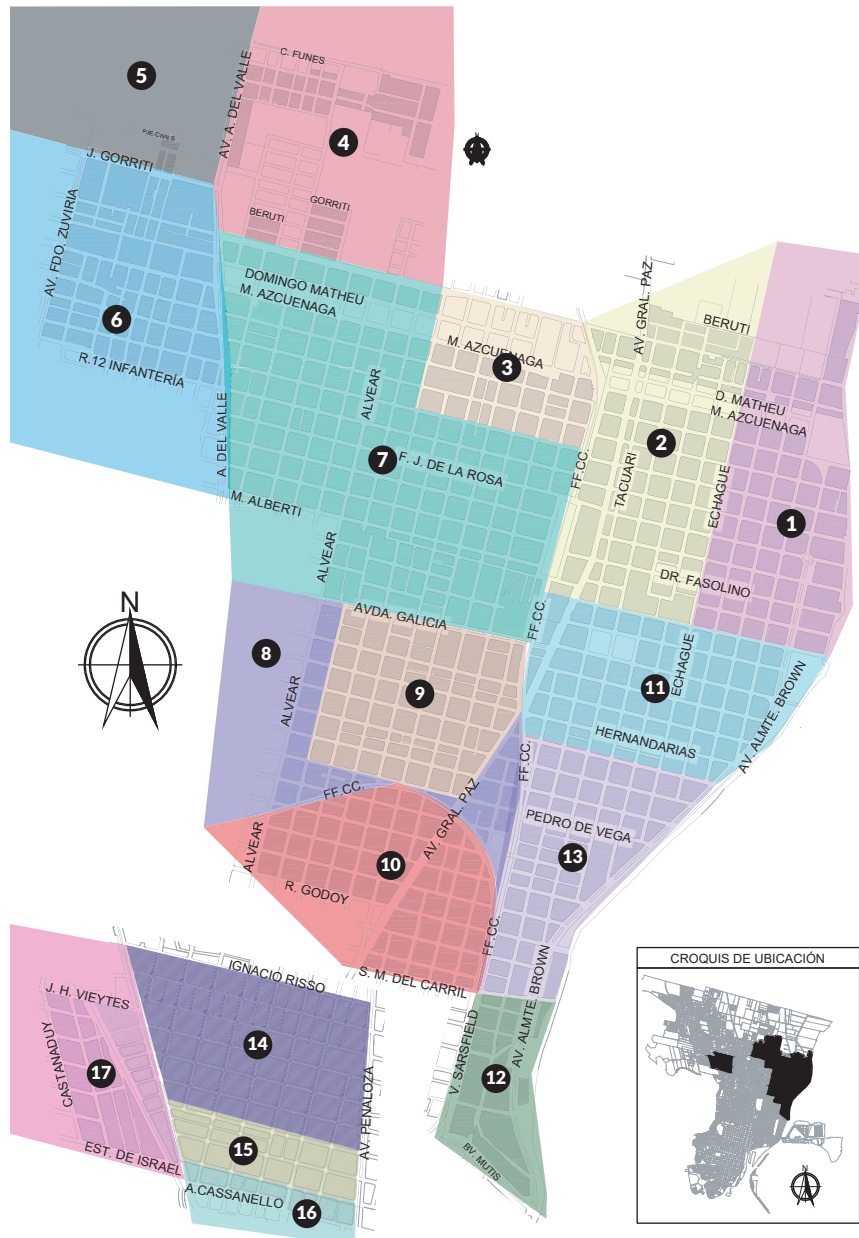 C. FUNES
5
AV. A. DEL VALLE
PJE.CIVILS
4
J. GORRITI
N
AV. FDO. ZUVIRIA
GORRITI
BERUTI
AV. GRAL. PAZ
DOMINGO MATHEU
M. AZCUENAGA
BERUTI
6
M. AZCUENAGA
3
R.12 INFANTERÍA
ALVEAR
D. MATHEU
M. AZCUENAGA
2
7
F. J. DE LA ROSA
A. DEL VALLE
FF.CC.
TACUARI
ECHAGUE
M. ALBERTI
1
ALVEAR
DR. FASOLINO
N
AVDA. GALICIA
FF.CC.
8
ECHAGUE
ALVEAR
9
11
AV. ALMTE. BROWN
HERNANDARIAS
FF.CC.
FF.CC.
AV. GRAL. PAZ
PEDRO DE VEGA
ALVEAR
10
13
R. GODOY
FF.CC.
S. M. DEL CARRIL
IGNACIO RISSO
AV. ALMTE. BROWN
J. H. VIEYTES
V. SARSFIELD
14
CASTANADUY
17
12
AV. PENALOZA
15
EST. DE ISRAEL
BV. MUTIS
A.CASSANELLO
16
CROQUIS DE UBICACIÓN
N